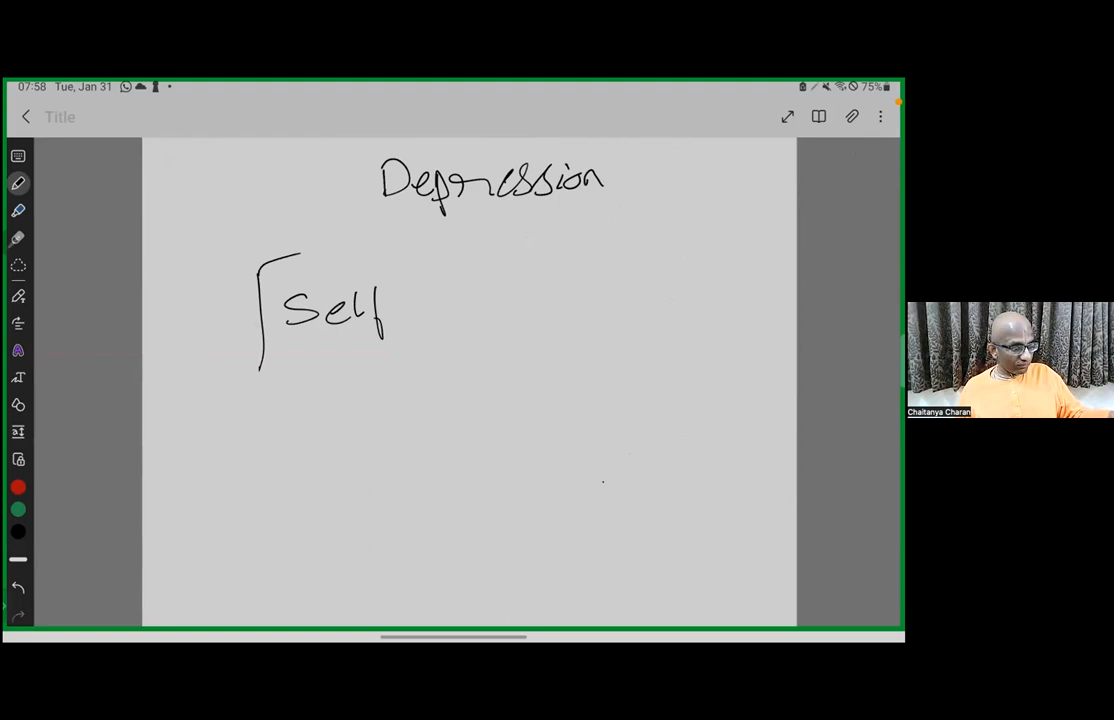 07:58 Tue, Jan 31 75%
Title
Depression
Self
Chaitanya Charan